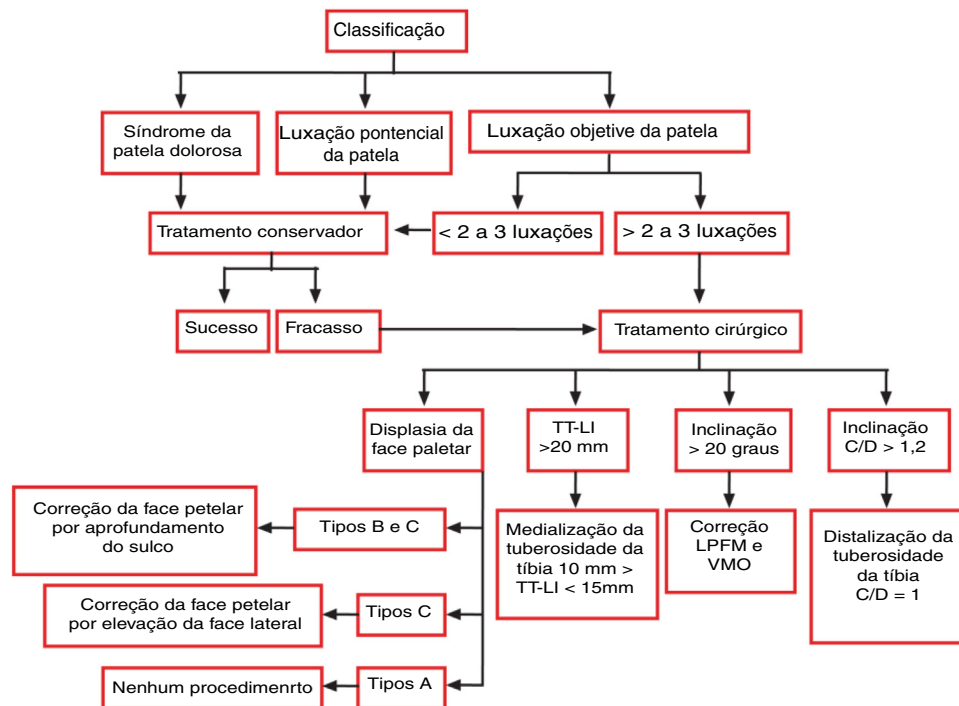 Classificação
Síndrome da
patela dolorosa
Luxação pontencial
da patela
Luxação objetive da patela
Tratamento conservador
< 2 a 3 luxações
> 2 a 3 luxações
Sucesso
Fracasso
Tratamento cirúrgico
Displasia da
face paletar
TT-LI
>20 mm
Inclinação
> 20 graus
Inclinação
C/D > 1,2
Correção da face petelar
por aprofundamento
do sulco
Tipos B e C
Medialização da
tuberosidade da
tíbia 10 mm >
TT-LI < 15mm
Correção
LPFM e
VMO
Distalização da
tuberosidade
da tíbia
C/D = 1
Correção da face petelar
por elevação da face lateral
Tipos C
Nenhum procedimenrto
Tipos A